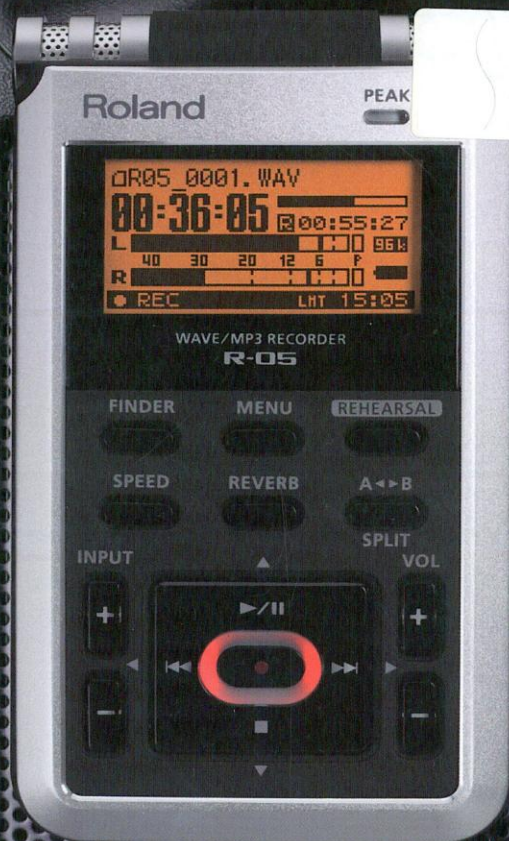 Roland
PEAK
R05_0001.WAV
00:36:05 R 00:55:27
L 96k
40 30 20 12 6 P
R
REC LMT 15:05
WAVE/MP3 RECORDER
R-05
FINDER MENU REHEARSAL
SPEED REVERB A◄►B
SPLIT
INPUT VOL
+ ►/II +
- -